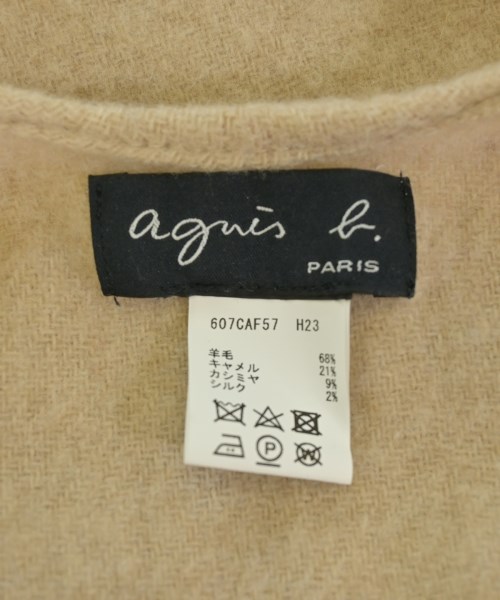 agnès b.
PARIS
607CAF57 H23
羊毛 68%
キャメル 21%
カシミヤ 9%
シルク 2%
P
W